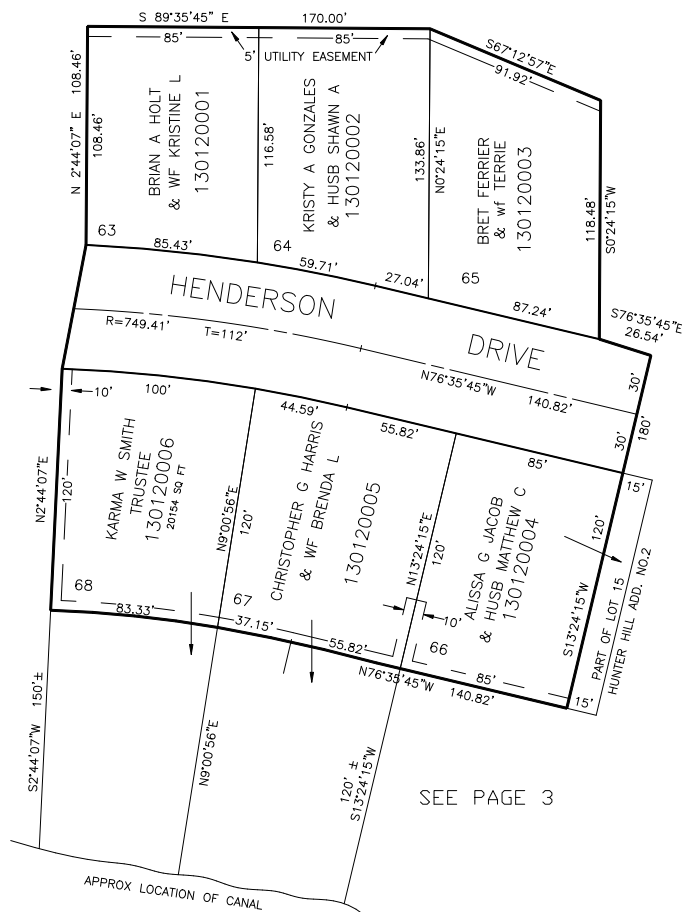 S 89°35'45" E 170.00'
85'
5' UTILITY EASEMENT
85'
S67°12'57"E
91.92'
N 2°44'07" E 108.46'
108.46'
BRIAN A HOLT
& WF KRISTINE L
130120001
63
85.43'
116.58'
KRISTY A GONZALES
& HUSB SHAWN A
130120002
64
59.71'
27.04'
133.86'
N0°24'15"E
BRET FERRIER
& wf TERRIE
130120003
65
87.24'
118.48'
S0°24'15"W
S76°35'45"E
26.54'
HENDERSON DRIVE
R=749.41'
T=112'
N76°35'45"W 140.82'
30'
30'
180'
10'
100'
44.59'
55.82'
85'
15'
N2°44'07"E
120'
KARMA W SMITH
TRUSTEE
130120006
20154 SQ FT
68
83.33'
N9°00'56"E
120'
CHRISTOPHER G HARRIS
& WF BRENDA L
130120005
67
37.15'
55.82'
N13°24'15"E
120'
10'
ALISSA G JACOB
& HUSB MATTHEW C
130120004
66
85'
120'
S13°24'15"W
15'
PART OF LOT 15
HUNTER HILL ADD. NO.2
N76°35'45"W 140.82'
S2°44'07"W 150'±
N9°00'56"E
120' ±
S13°24'15"W
SEE PAGE 3
APPROX LOCATION OF CANAL